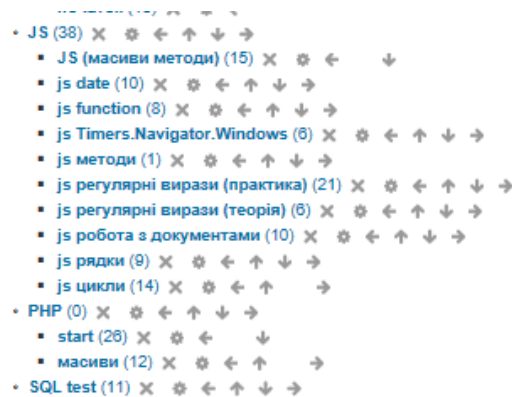 JS (38)
JS (масиви методи) (15)
js date (10)
js function (8)
js Timers.Navigator.Windows (6)
js методи (1)
js регулярні вирази (практика) (21)
js регулярні вирази (теорія) (6)
js робота з документами (10)
js рядки (9)
js цикли (14)
PHP (0)
start (26)
масиви (12)
SQL test (11)